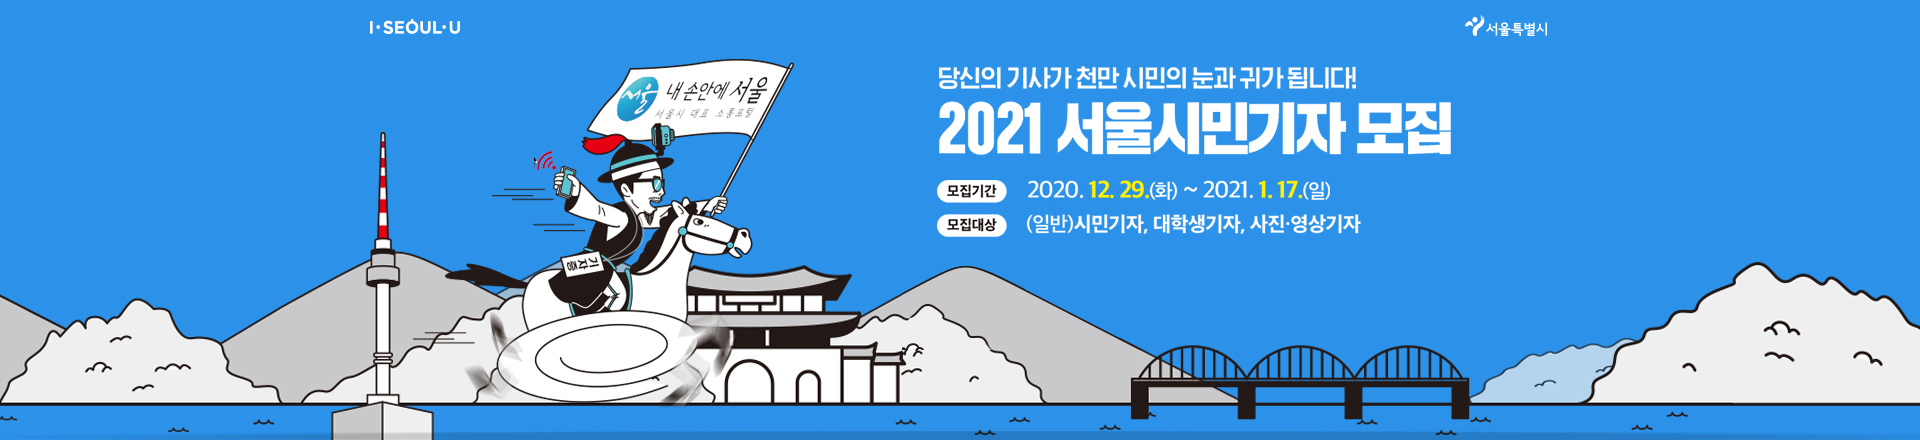 I·SEOUL·U
서울특별시
서울
내 손안에 서울
서울시 대표 소통포털
기자증
당신의 기사가 천만 시민의 눈과 귀가 됩니다!
2021 서울시민기자 모집
모집기간 2020. 12. 29.(화) ~ 2021. 1. 17.(일)
모집대상 (일반)시민기자, 대학생기자, 사진·영상기자